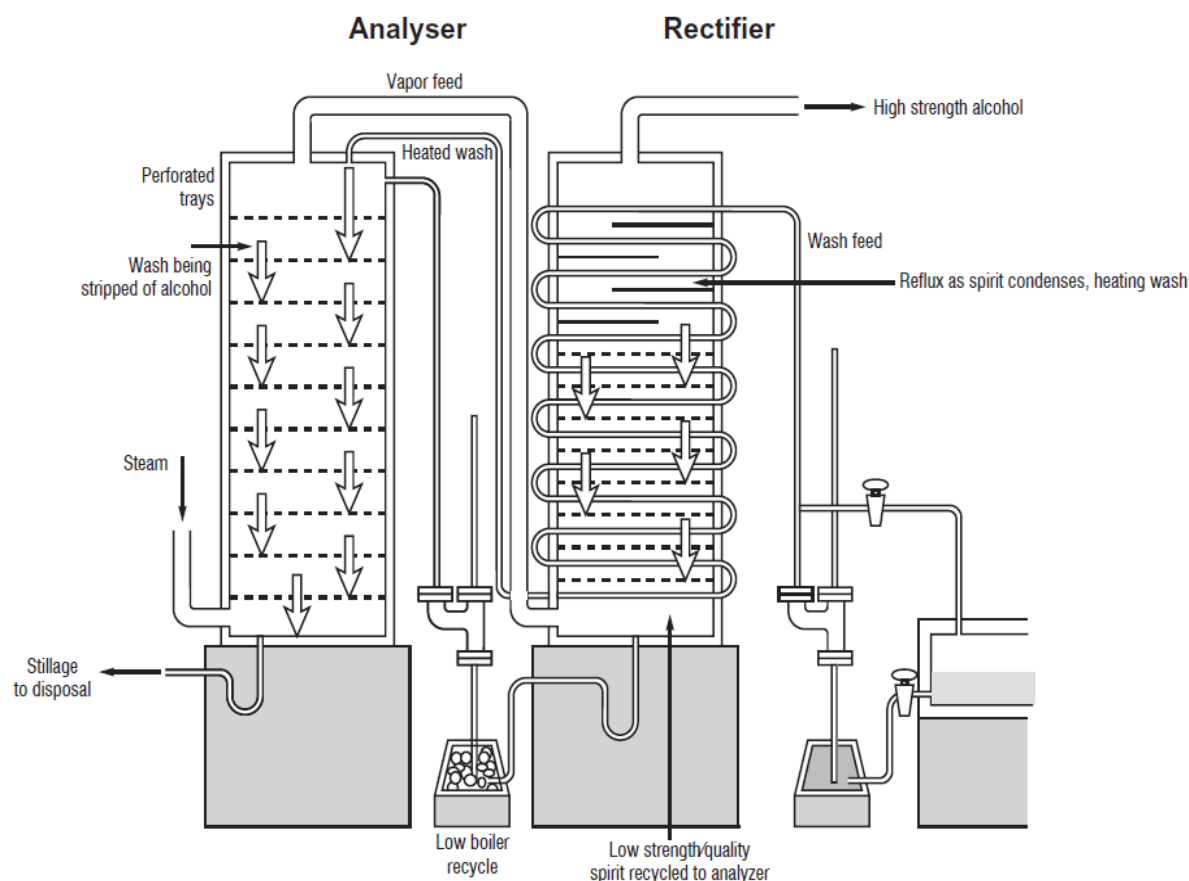 Analyser
Rectifier
Vapor feed
High strength alcohol
Heated wash
Perforated
trays
Wash feed
Wash being
stripped of alcohol
Reflux as spirit condenses, heating wash
Steam
Stillage
to disposal
Low boiler
recycle
Low strength/quality
spirit recycled to analyzer